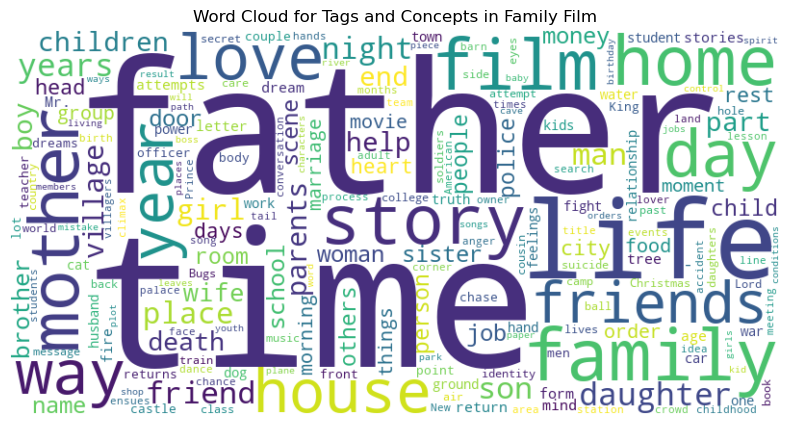 Word Cloud for Tags and Concepts in Family Film
children
years
love
night
film
home
father
time
life
day
story
family
friends
mother
year
way
house
daughter
friend
son
place
village
girl
boy
head
group
door
letter
power
attempts
secret
couple
hands
care
dream
end
months
town
piece
barn
eyes
side
baby
money
student
stories
spirit
birthday
control
rest
water
King
hole
land
jobs
part
lesson
movie
attempt
times
cave
kids
help
people
police
man
moment
heart
adult
scene
parents
marriage
conversation
characters
soldiers
American
search
relationship
lover
past
child
result
ways
river
will
path
team
Mr.
living
dreams
birth
teacher
officer
boss
body
members
country
places
Prince
villagers
climax
process
college
truth
owner
work
tail
days
song
woman
sister
cousin
feelings
fight
orders
title
events
city
food
tree
suicide
accident
daughters
line
conditions
meeting
lot
world
mistake
students
brother
cat
back
palace
leaves
Bugs
room
school
word
morning
others
things
person
corner
songs
anger
chase
camp
Christmas
Lord
ball
job
hand
lives
order
age
war
idea
car
girls
men
kid
book
wife
death
husband
fire
plot
message
face
youth
music
train
dance
plane
park
point
paper
identity
ground
air
front
name
returns
shop
chance
dog
ensues
castle
class
New
return
area
station
form
mind
crowd
one
childhood